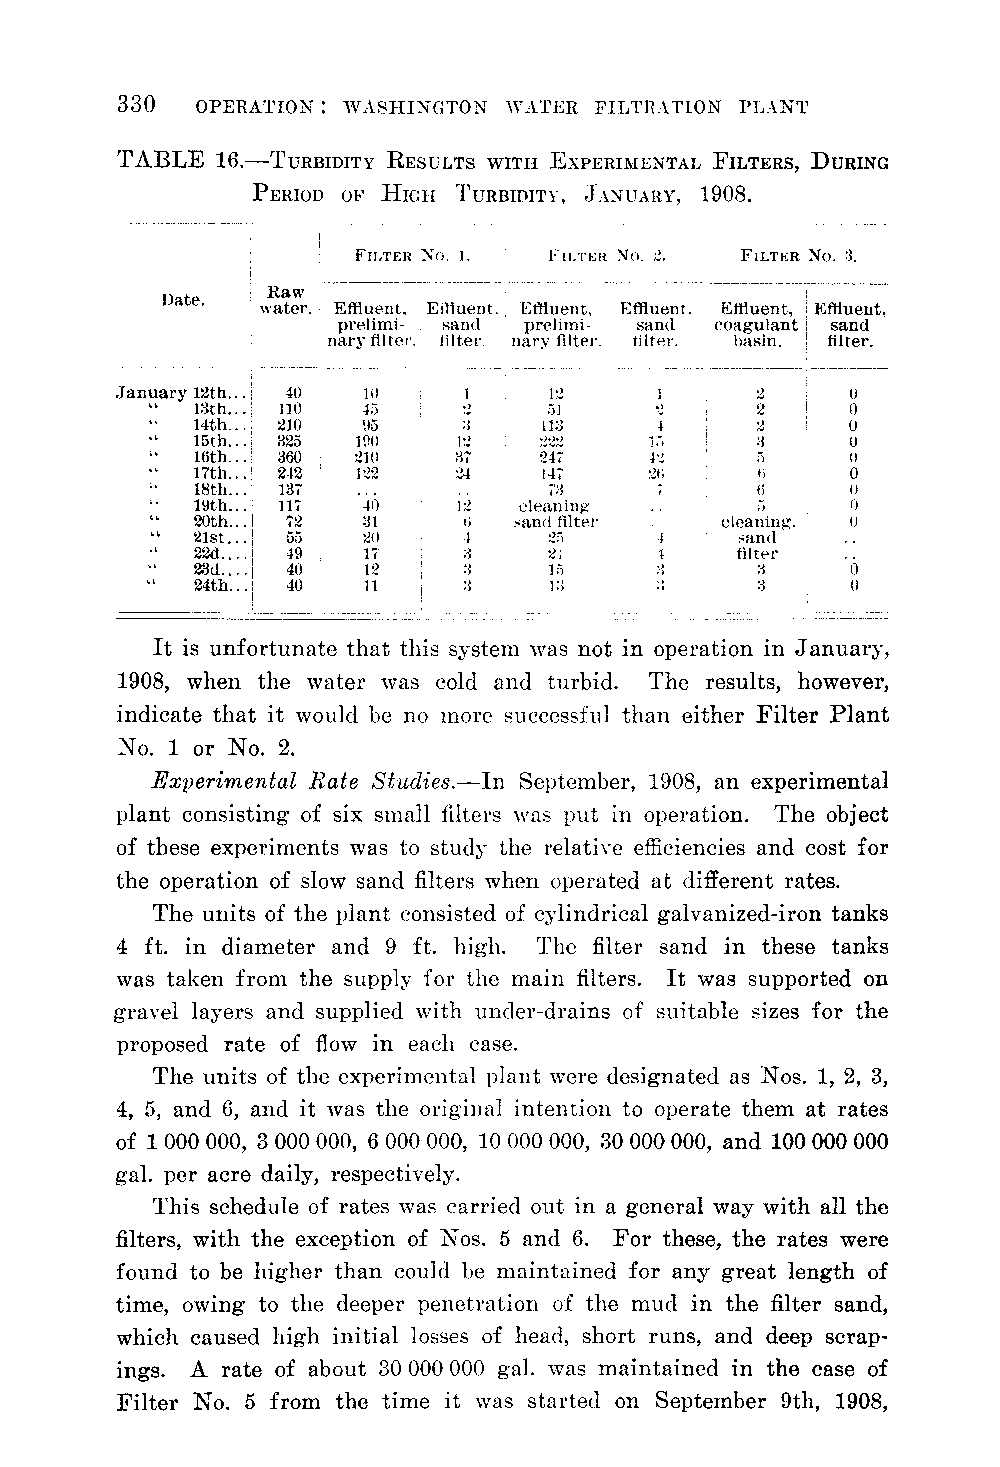 330 OPERATION: WASHINGTON WATER FILTRATION PLANT
TABLE 16.—Turbidity Results with Experimental Filters, During
Period of High Turbidity, January, 1908.
Filter No. 1. Filter No. 2. Filter No. 3.
Date. Raw water. Effluent, preliminary filter. Effluent, sand filter. Effluent, preliminary filter. Effluent, sand filter. Effluent, coagulant basin. Effluent, sand filter.
January 12th... 40 10 1 12 1 2 0
“ 13th... 110 45 2 51 2 2 0
“ 14th... 210 95 3 113 4 2 0
“ 15th... 325 190 12 222 15 3 0
“ 16th... 360 210 37 247 42 5 0
“ 17th... 242 122 24 147 26 6 0
“ 18th... 137 ... .. 73 7 6 0
“ 19th... 117 40 12 cleaning .. 5 0
“ 20th... 72 31 6 sand filter cleaning. 0
“ 21st... 55 20 4 25 4 sand ..
“ 22d.... 49 17 3 21 4 filter ..
“ 23d.... 40 12 3 15 3 3 0
“ 24th... 40 11 3 13 3 3 0
It is unfortunate that this system was not in operation in January,
1908, when the water was cold and turbid. The results, however,
indicate that it would be no more successful than either Filter Plant
No. 1 or No. 2.
Experimental Rate Studies.—In September, 1908, an experimental
plant consisting of six small filters was put in operation. The object
of these experiments was to study the relative efficiencies and cost for
the operation of slow sand filters when operated at different rates.
The units of the plant consisted of cylindrical galvanized-iron tanks
4 ft. in diameter and 9 ft. high. The filter sand in these tanks
was taken from the supply for the main filters. It was supported on
gravel layers and supplied with under-drains of suitable sizes for the
proposed rate of flow in each case.
The units of the experimental plant were designated as Nos. 1, 2, 3,
4, 5, and 6, and it was the original intention to operate them at rates
of 1 000 000, 3 000 000, 6 000 000, 10 000 000, 30 000 000, and 100 000 000
gal. per acre daily, respectively.
This schedule of rates was carried out in a general way with all the
filters, with the exception of Nos. 5 and 6. For these, the rates were
found to be higher than could be maintained for any great length of
time, owing to the deeper penetration of the mud in the filter sand,
which caused high initial losses of head, short runs, and deep scrap-
ings. A rate of about 30 000 000 gal. was maintained in the case of
Filter No. 5 from the time it was started on September 9th, 1908,